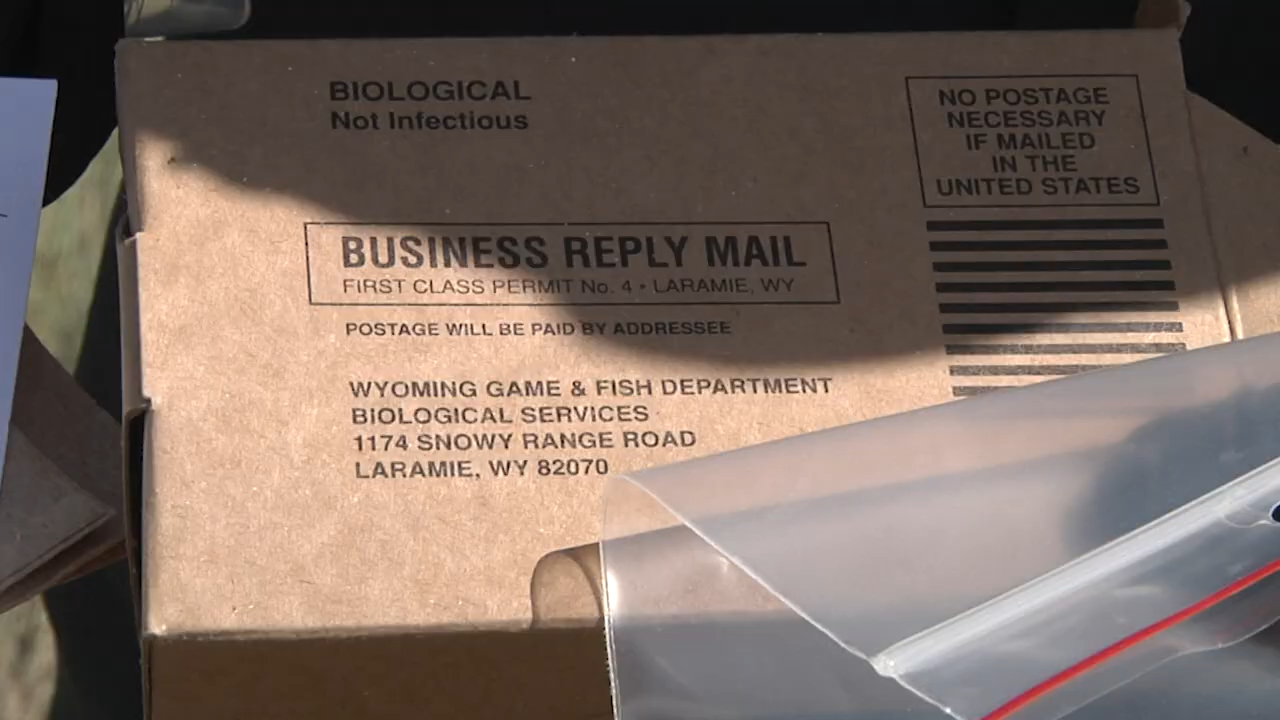 BIOLOGICAL
Not Infectious
NO POSTAGE
NECESSARY
IF MAILED
IN THE
UNITED STATES
BUSINESS REPLY MAIL
FIRST CLASS PERMIT No. 4 • LARAMIE, WY
POSTAGE WILL BE PAID BY ADDRESSEE
WYOMING GAME & FISH DEPARTMENT
BIOLOGICAL SERVICES
1174 SNOWY RANGE ROAD
LARAMIE, WY 82070